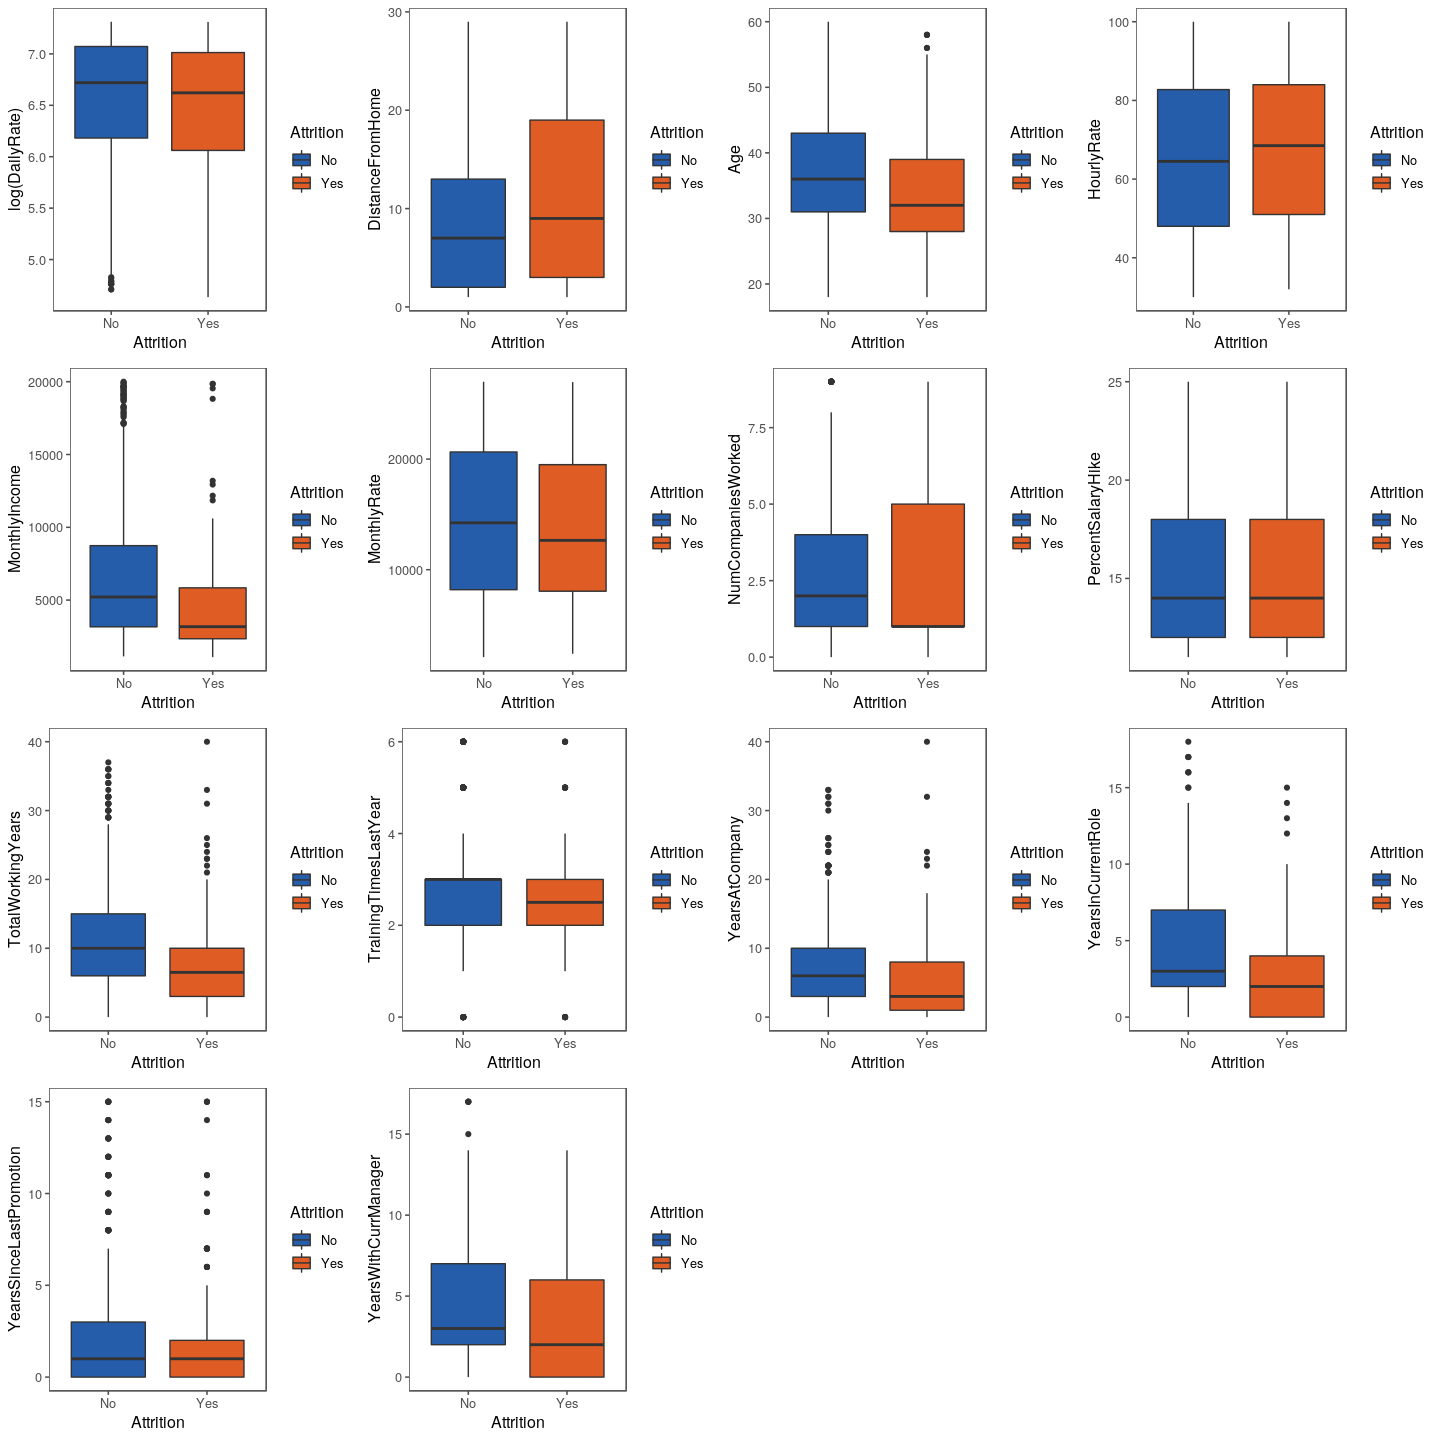 log(DailyRate)
7.0
6.5
6.0
5.5
5.0
No
Yes
Attrition
Attrition
No
Yes
DistanceFromHome
30
20
10
0
No
Yes
Attrition
Attrition
No
Yes
Age
60
50
40
30
20
No
Yes
Attrition
Attrition
No
Yes
HourlyRate
100
80
60
40
No
Yes
Attrition
Attrition
No
Yes
MonthlyIncome
20000
15000
10000
5000
No
Yes
Attrition
Attrition
No
Yes
MonthlyRate
20000
10000
No
Yes
Attrition
Attrition
No
Yes
NumCompaniesWorked
7.5
5.0
2.5
0.0
No
Yes
Attrition
Attrition
No
Yes
PercentSalaryHike
25
20
15
No
Yes
Attrition
Attrition
No
Yes
TotalWorkingYears
40
30
20
10
0
No
Yes
Attrition
Attrition
No
Yes
TrainingTimesLastYear
6
4
2
0
No
Yes
Attrition
Attrition
No
Yes
YearsAtCompany
40
30
20
10
0
No
Yes
Attrition
Attrition
No
Yes
YearsInCurrentRole
15
10
5
0
No
Yes
Attrition
Attrition
No
Yes
YearsSinceLastPromotion
15
10
5
0
No
Yes
Attrition
Attrition
No
Yes
YearsWithCurrManager
15
10
5
0
No
Yes
Attrition
Attrition
No
Yes